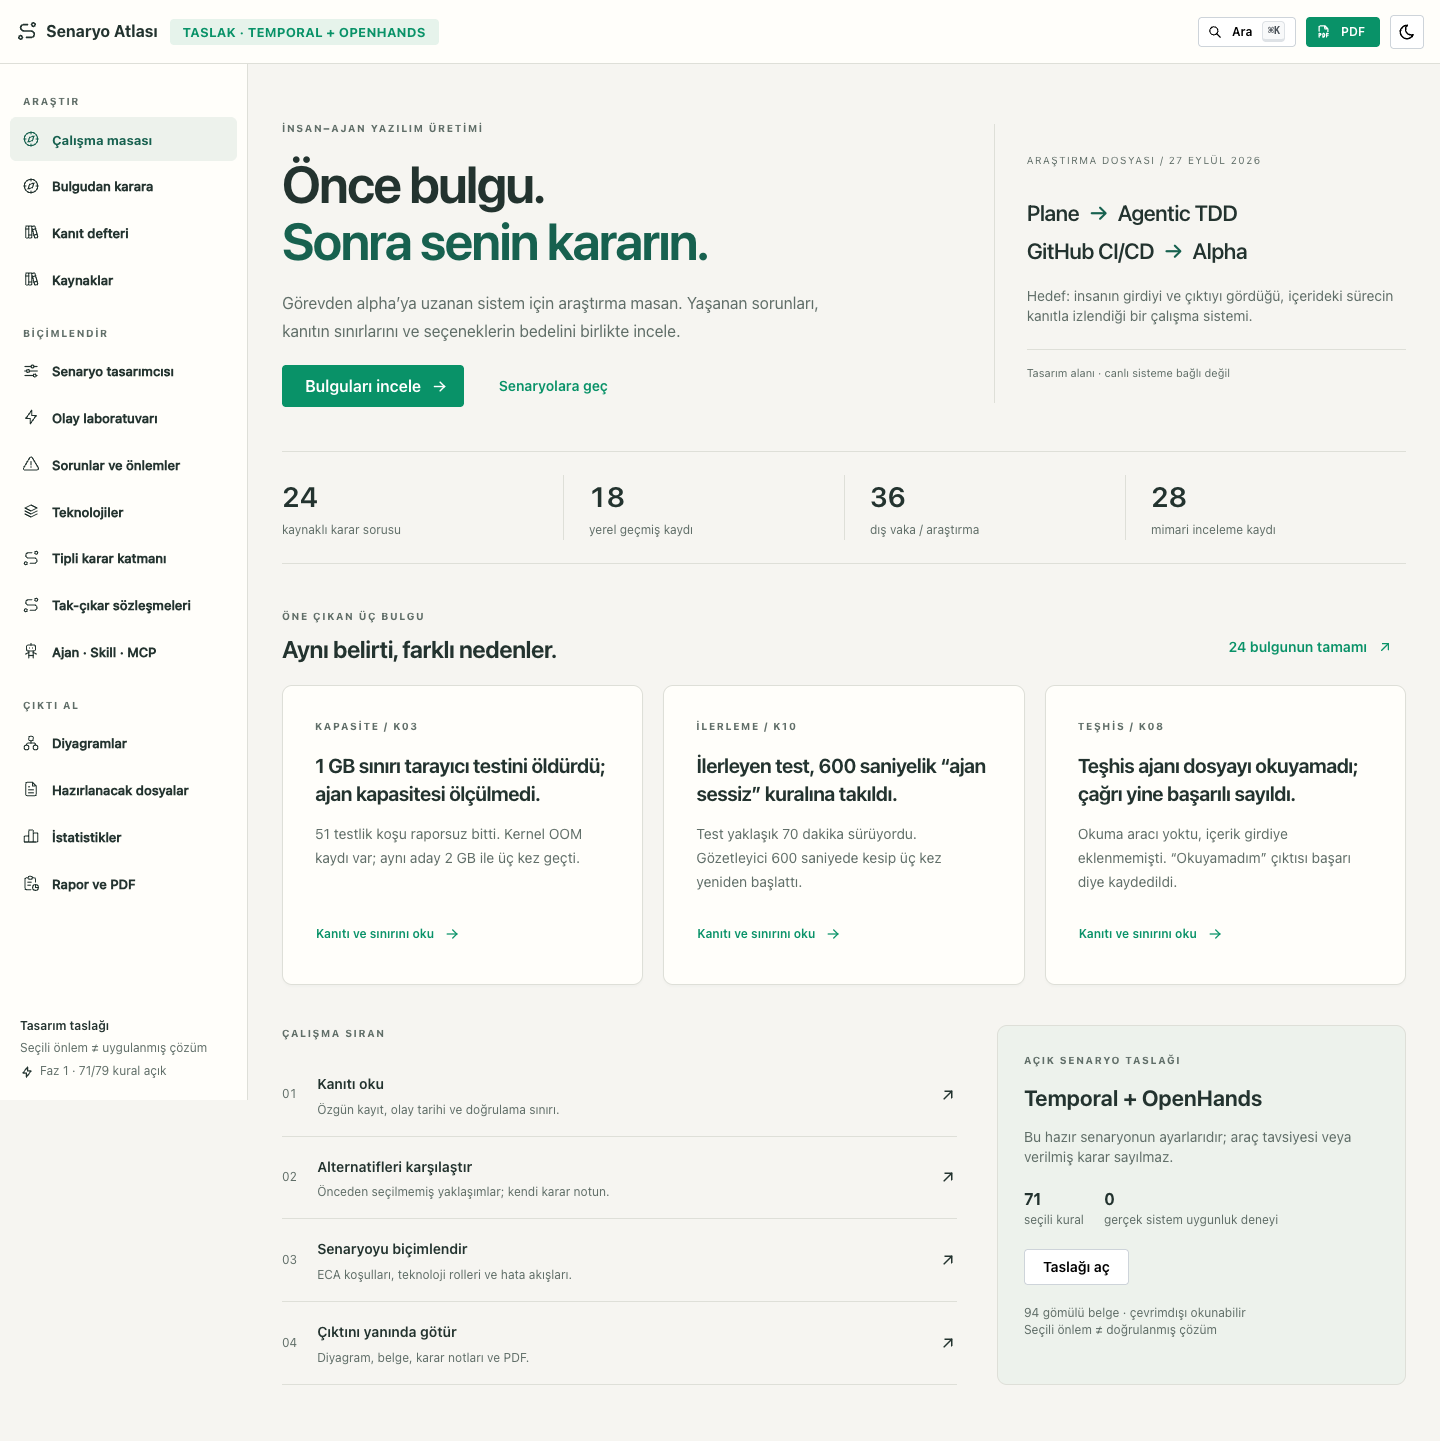 Senaryo Atlası
TASLAK · TEMPORAL + OPENHANDS
Ara ⌘K
PDF
ARAŞTIR
Çalışma masası
Bulgudan karara
Kanıt defteri
Kaynaklar
BİÇİMLENDİR
Senaryo tasarımcısı
Olay laboratuvarı
Sorunlar ve önlemler
Teknolojiler
Tipli karar katmanı
Tak-çıkar sözleşmeleri
Ajan · Skill · MCP
ÇIKTI AL
Diyagramlar
Hazırlanacak dosyalar
İstatistikler
Rapor ve PDF
Tasarım taslağı
Seçili önlem ≠ uygulanmış çözüm
Faz 1 · 71/79 kural açık
İNSAN–AJAN YAZILIM ÜRETİMİ
Önce bulgu.
Sonra senin kararın.
Görevden alpha’ya uzanan sistem için araştırma masan. Yaşanan sorunları,
kanıtın sınırlarını ve seçeneklerin bedelini birlikte incele.
Bulguları incele →
Senaryolara geç
ARAŞTIRMA DOSYASI / 27 EYLÜL 2026
Plane → Agentic TDD
GitHub CI/CD → Alpha
Hedef: insanın girdiyi ve çıktıyı gördüğü, içerideki sürecin
kanıtla izlendiği bir çalışma sistemi.
Tasarım alanı · canlı sisteme bağlı değil
24
kaynaklı karar sorusu
18
yerel geçmiş kaydı
36
dış vaka / araştırma
28
mimari inceleme kaydı
ÖNE ÇIKAN ÜÇ BULGU
Aynı belirti, farklı nedenler.
24 bulgunun tamamı ↗
KAPASİTE / K03
1 GB sınırı tarayıcı testini öldürdü;
ajan kapasitesi ölçülmedi.
51 testlik koşu raporsuz bitti. Kernel OOM
kaydı var; aynı aday 2 GB ile üç kez geçti.
Kanıtı ve sınırını oku →
İLERLEME / K10
İlerleyen test, 600 saniyelik “ajan
sessiz” kuralına takıldı.
Test yaklaşık 70 dakika sürüyordu.
Gözetleyici 600 saniyede kesip üç kez
yeniden başlattı.
Kanıtı ve sınırını oku →
TEŞHİS / K08
Teşhis ajanı dosyayı okuyamadı;
çağrı yine başarılı sayıldı.
Okuma aracı yoktu, içerik girdiye
eklenmemişti. “Okuyamadım” çıktısı başarı
diye kaydedildi.
Kanıtı ve sınırını oku →
ÇALIŞMA SIRAN
01 Kanıtı oku ↗
Özgün kayıt, olay tarihi ve doğrulama sınırı.
02 Alternatifleri karşılaştır ↗
Önceden seçilmemiş yaklaşımlar; kendi karar notun.
03 Senaryoyu biçimlendir ↗
ECA koşulları, teknoloji rolleri ve hata akışları.
04 Çıktını yanında götür ↗
Diyagram, belge, karar notları ve PDF.
AÇIK SENARYO TASLAĞI
Temporal + OpenHands
Bu hazır senaryonun ayarlarıdır; araç tavsiyesi veya
verilmiş karar sayılmaz.
71
seçili kural
0
gerçek sistem uygunluk deneyi
Taslağı aç
94 gömülü belge · çevrimdışı okunabilir
Seçili önlem ≠ doğrulanmış çözüm